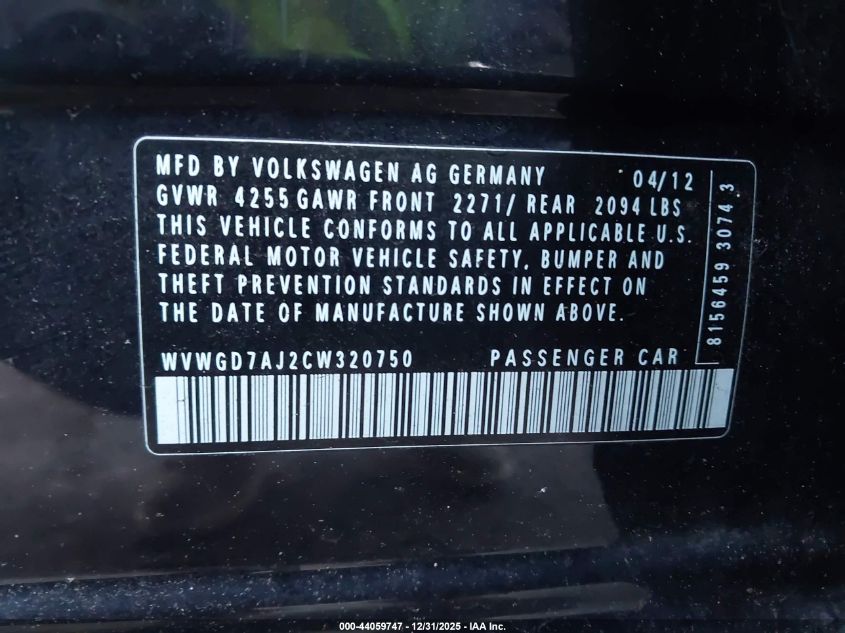 MFD BY VOLKSWAGEN AG GERMANY 04/12
GVWR 4255 GAWR FRONT 2271/ REAR 2094 LBS
THIS VEHICLE CONFORMS TO ALL APPLICABLE U.S.
FEDERAL MOTOR VEHICLE SAFETY, BUMPER AND
THEFT PREVENTION STANDARDS IN EFFECT ON
THE DATE OF MANUFACTURE SHOWN ABOVE.
WVWGD7AJ2CW320750 PASSENGER CAR
8156459 3074,3
000-44059747 - 12/31/2025 - IAA Inc.